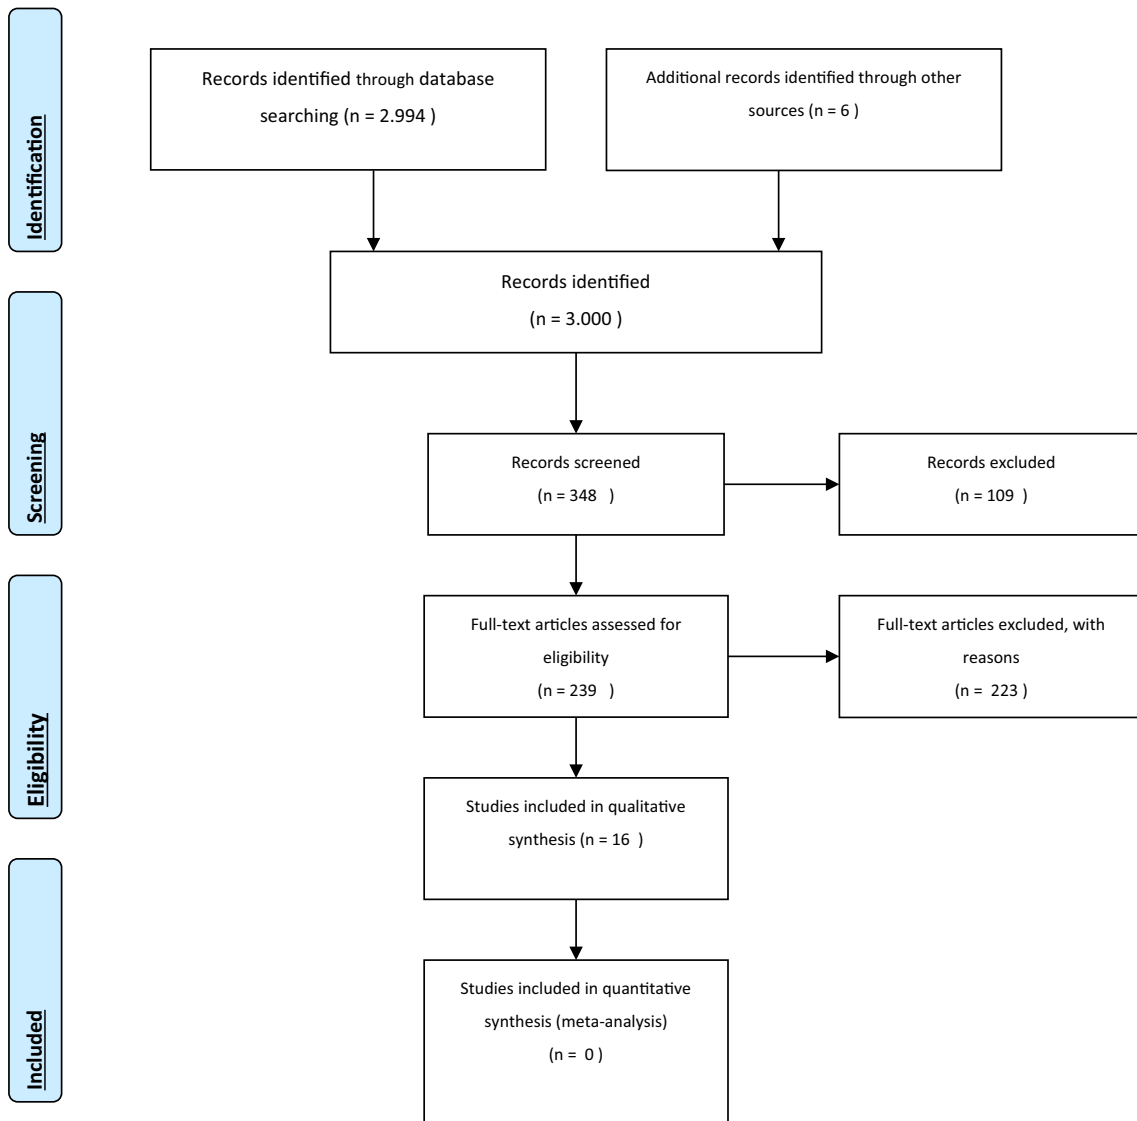 Identification
Records identified through database
searching (n = 2.994 )
Additional records identified through other
sources (n = 6 )
Records identified
(n = 3.000 )
Screening
Records screened
(n = 348 )
Records excluded
(n = 109 )
Eligibility
Full-text articles assessed for
eligibility
(n = 239 )
Full-text articles excluded, with
reasons
(n = 223 )
Studies included in qualitative
synthesis (n = 16 )
Included
Studies included in quantitative
synthesis (meta-analysis)
(n = 0 )